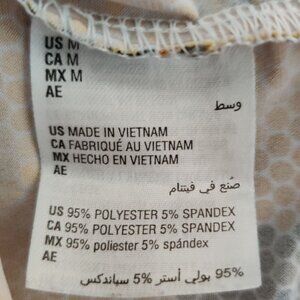 US M
CA M
MX M
AE
وسط
US MADE IN VIETNAM
CA FABRIQUÉ AU VIETNAM
MX HECHO EN VIETNAM
AE
صُنع في فيتنام
US 95% POLYESTER 5% SPANDEX
CA 95% POLYESTER 5% SPANDEX
MX 95% poliester 5% spándex
AE
95% بولي أستر 5% سباندكس